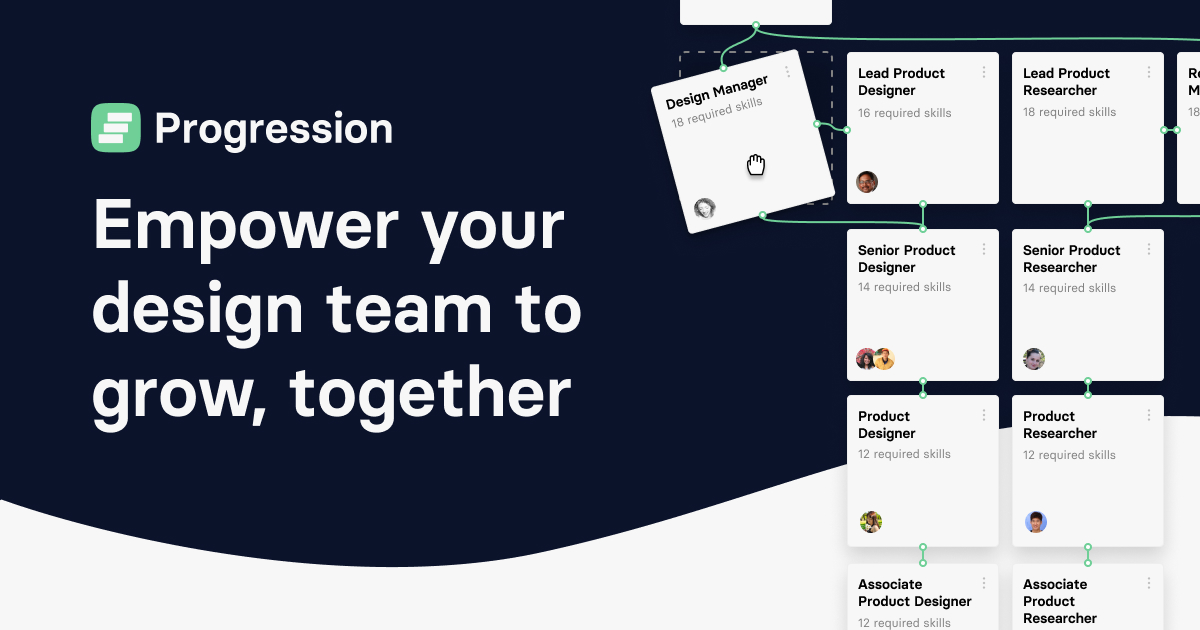 Progression
Empower your
design team to
grow, together
Design Manager
18 required skills
Lead Product
Designer
16 required skills
Lead Product
Researcher
18 required skills
18
Senior Product
Designer
14 required skills
Senior Product
Researcher
14 required skills
Product
Designer
12 required skills
Product
Researcher
12 required skills
Associate
Product Designer
12 required skills
Associate
Product
Researcher